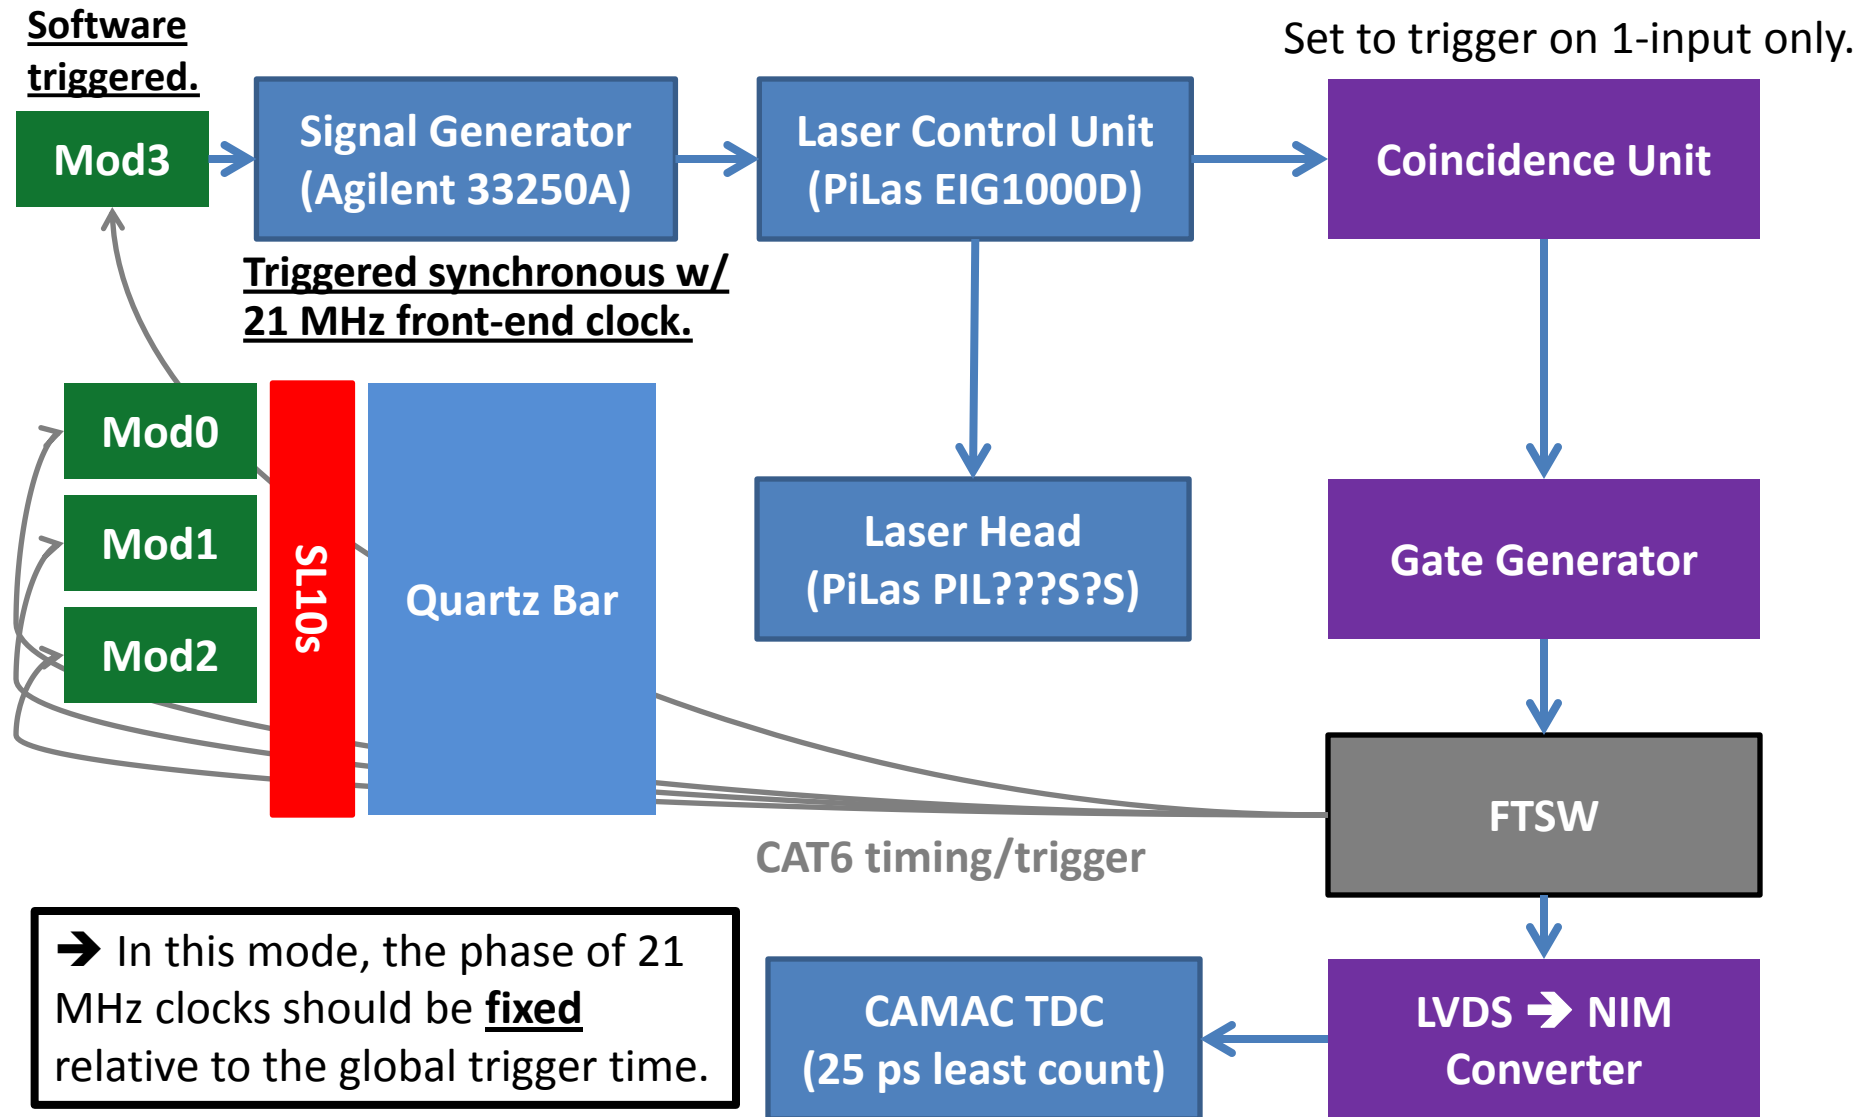 Software
triggered.
Set to trigger on 1-input only.
Mod3
Signal Generator
(Agilent 33250A)
Laser Control Unit
(PiLas EIG1000D)
Coincidence Unit
Triggered synchronous w/
21 MHz front-end clock.
Mod0
Mod1
Mod2
SL10s
Quartz Bar
Laser Head
(PiLas PIL???S?S)
Gate Generator
FTSW
CAT6 timing/trigger
➔ In this mode, the phase of 21
MHz clocks should be fixed
relative to the global trigger time.
CAMAC TDC
(25 ps least count)
LVDS ➔ NIM
Converter